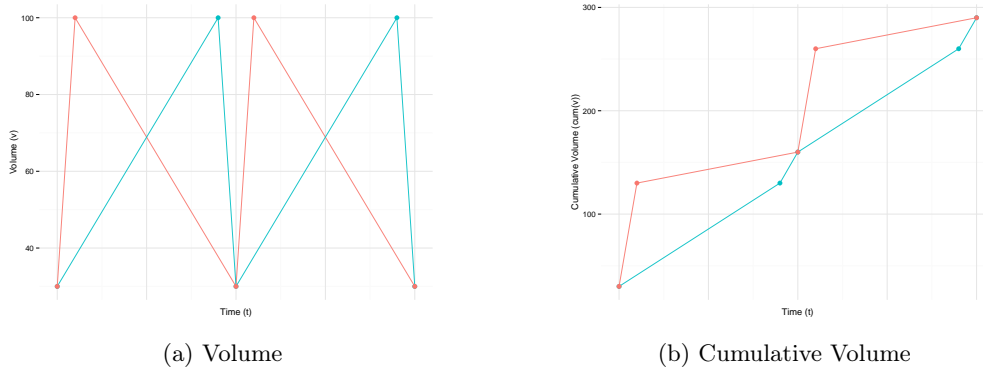 100
80
60
40
Volume (v)
Time (t)
(a) Volume
300
200
100
Cumulative Volume (cum(v))
Time (t)
(b) Cumulative Volume